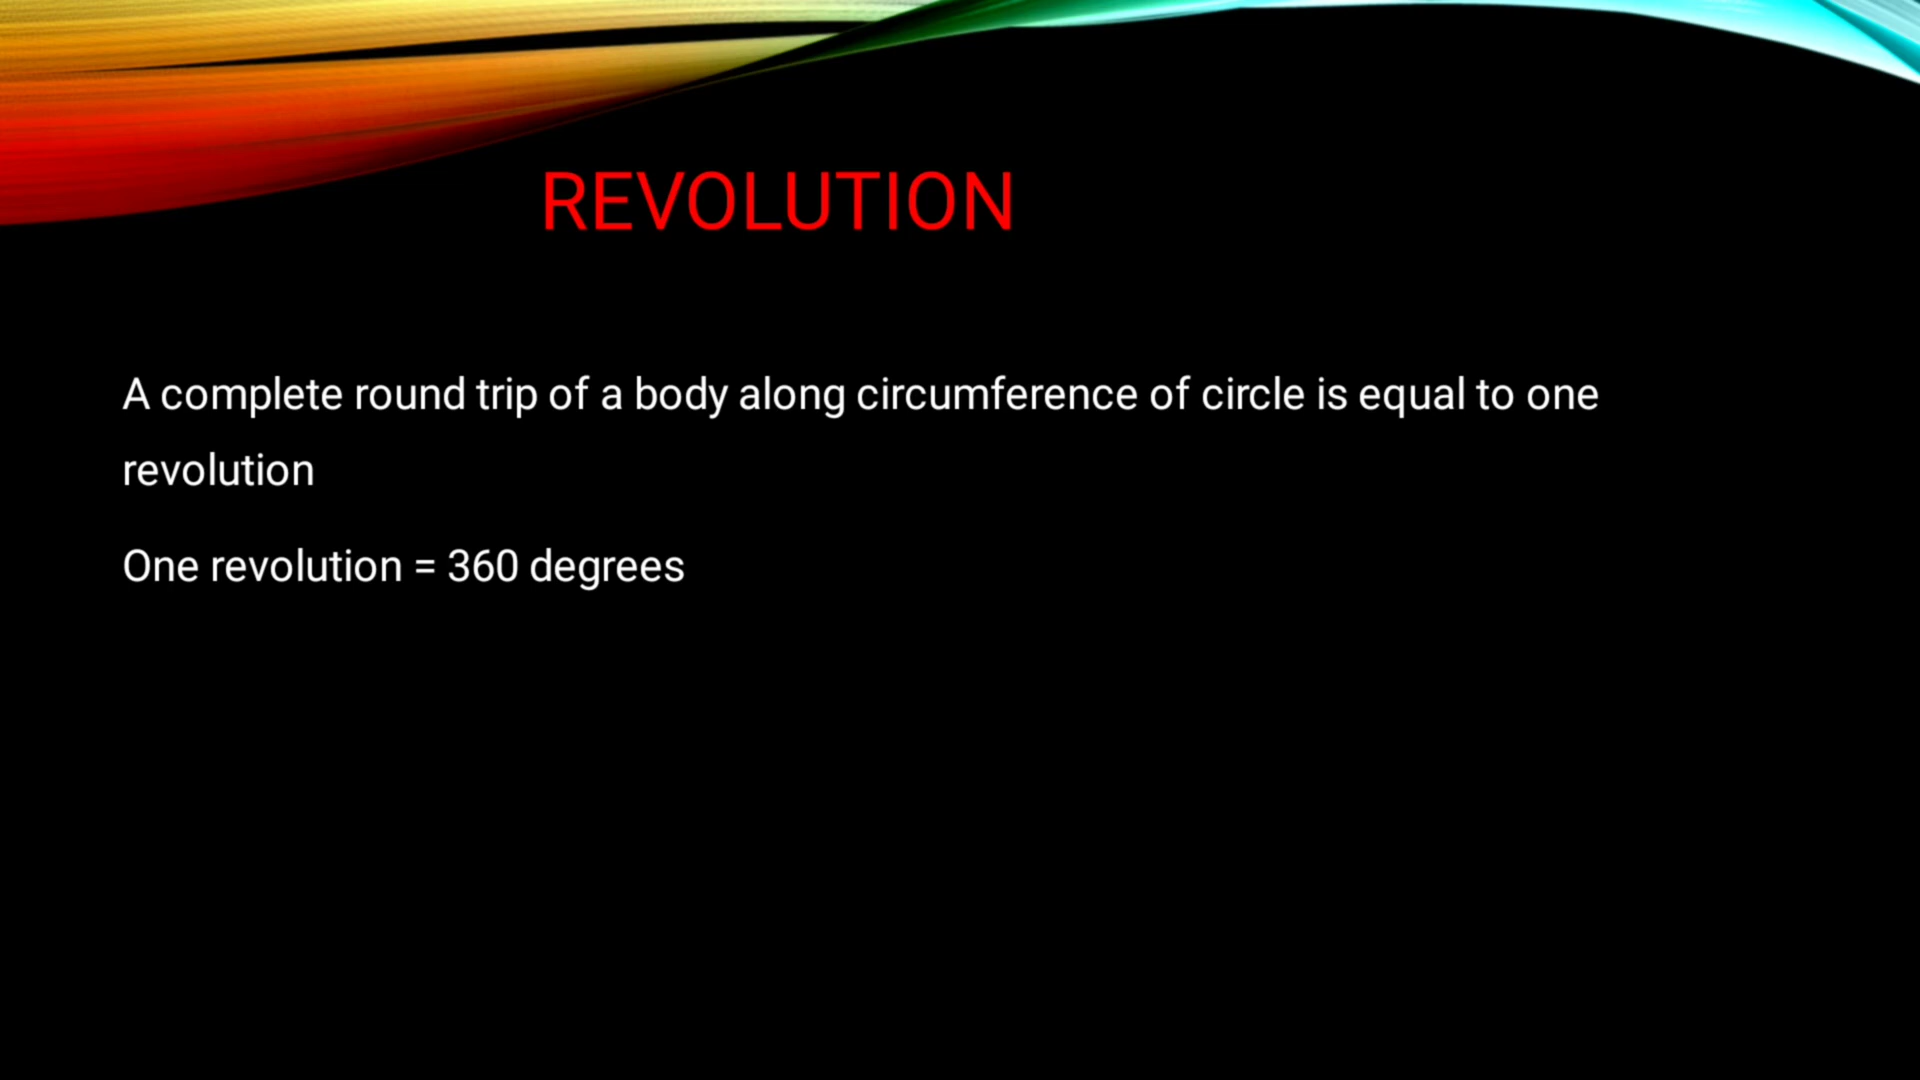 REVOLUTION
A complete round trip of a body along circumference of circle is equal to one
revolution
One revolution = 360 degrees